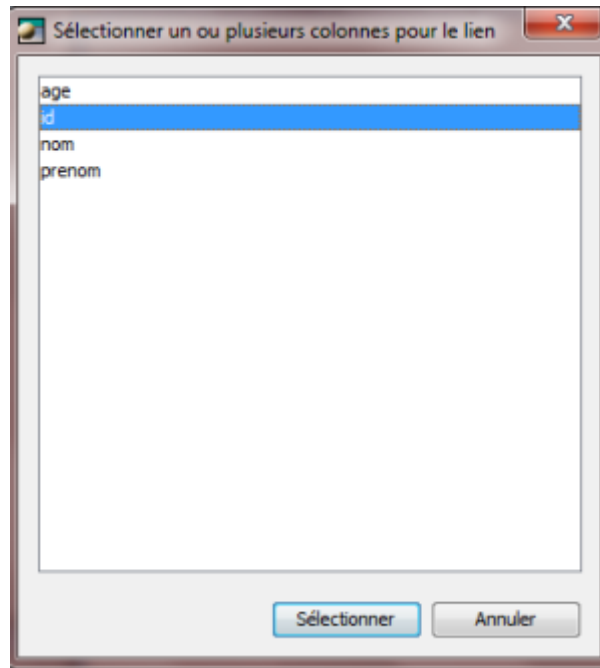 Sélectionner un ou plusieurs colonnes pour le lien
age
id
nom
prenom
Sélectionner
Annuler